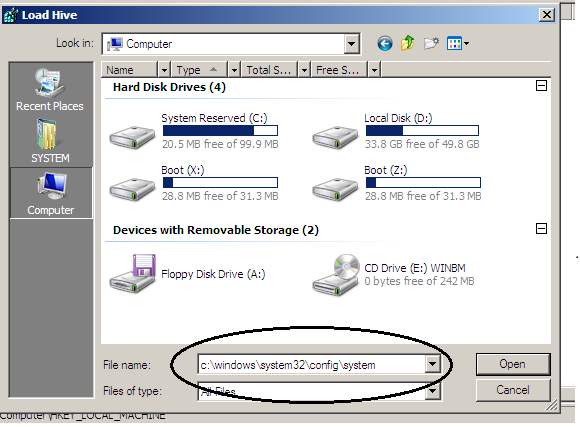 Load Hive
Look in: Computer
Name Type Total S... Free S...
Hard Disk Drives (4)
System Reserved (C:)
20.5 MB free of 99.9 MB
Local Disk (D:)
33.8 GB free of 49.8 GB
Boot (X:)
28.8 MB free of 31.3 MB
Boot (Z:)
28.8 MB free of 31.3 MB
Devices with Removable Storage (2)
Floppy Disk Drive (A:)
CD Drive (E:) WINBM
0 bytes free of 242 MB
Recent Places
SYSTEM
Computer
File name: c:\windows\system32\config\system Open
Files of type: All Files Cancel
Computer\HKEY_LOCAL_MACHINE